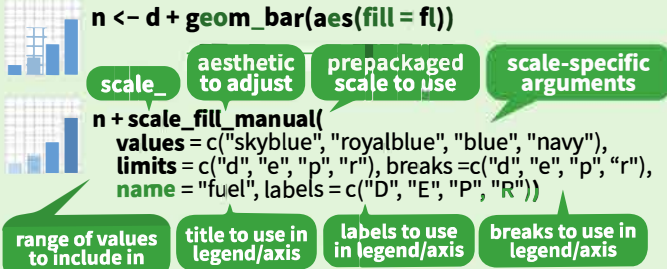 n <- d + geom_bar(aes(fill = fl))
scale_
aesthetic
to adjust
prepackaged
scale to use
scale-specific
arguments
n + scale_fill_manual(
values = c("skyblue", "royalblue", "blue", "navy"),
limits = c("d", "e", "p", "r"), breaks =c("d", "e", "p", “r"),
name = "fuel", labels = c("D", "E", "P", "R"))
range of values
to include in
title to use in
legend/axis
labels to use
in legend/axis
breaks to use in
legend/axis